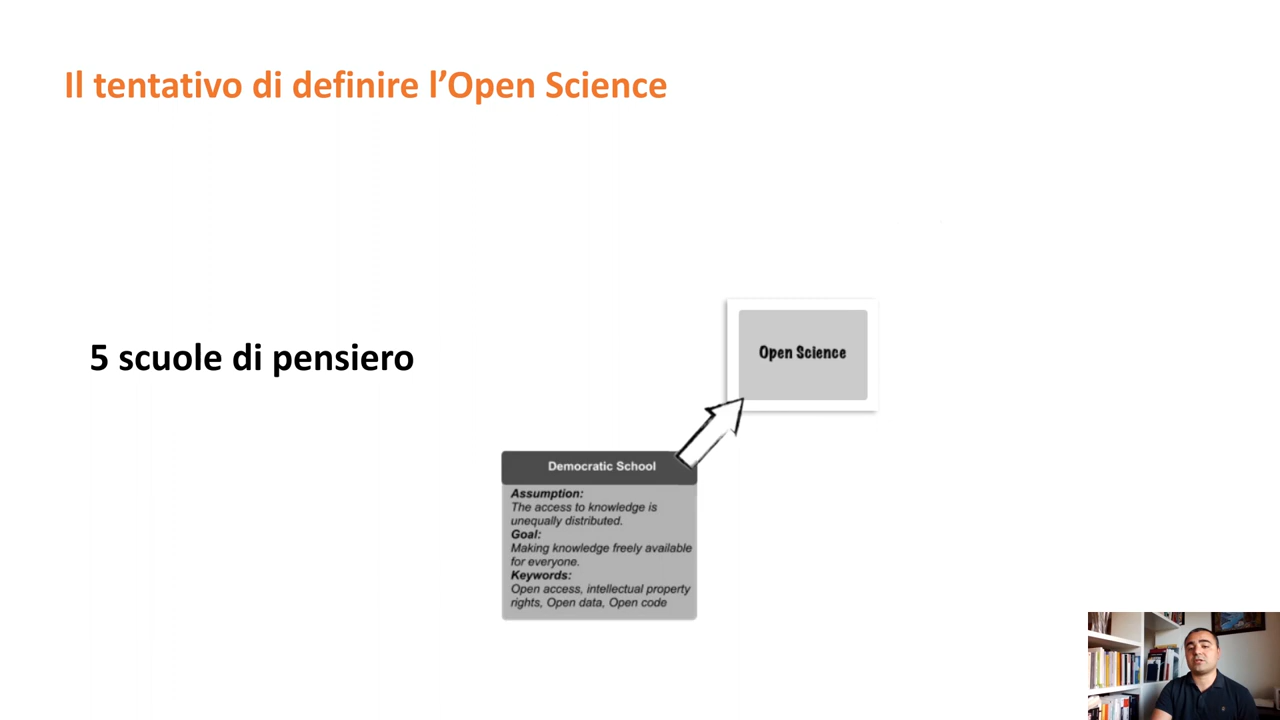 Il tentativo di definire l’Open Science
5 scuole di pensiero
Open Science
Democratic School
Assumption:
The access to knowledge is
unequally distributed.
Goal:
Making knowledge freely available
for everyone.
Keywords:
Open access, intellectual property
rights, Open data, Open code